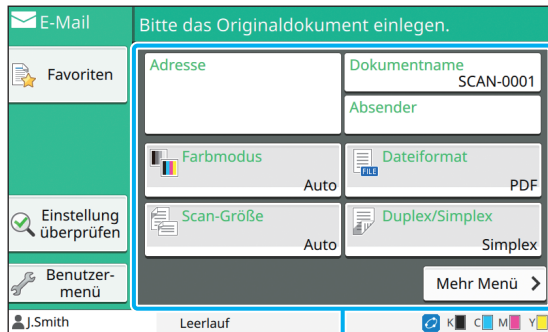 E-Mail
Bitte das Originaldokument einlegen.
Favoriten
Einstellung
überprüfen
Benutzer-
menü
Adresse
Dokumentname
SCAN-0001
Absender
Farbmodus
Auto
Dateiformat
FILE
PDF
Scan-Größe
Auto
Duplex/Simplex
Simplex
Mehr Menü
J.Smith
Leerlauf
K C M Y